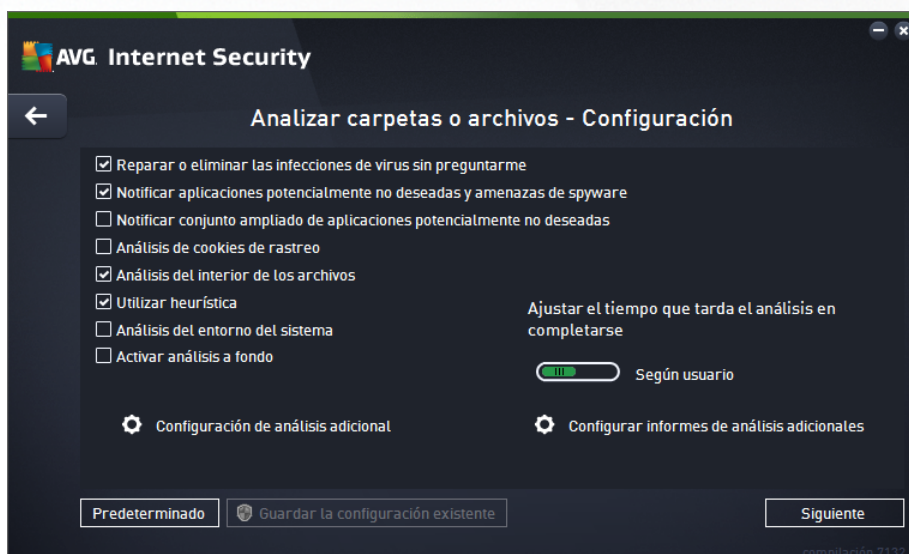 AVG. Internet Security
Analizar carpetas o archivos - Configuración
Reparar o eliminar las infecciones de virus sin preguntarme
Notificar aplicaciones potencialmente no deseadas y amenazas de spyware
Notificar conjunto ampliado de aplicaciones potencialmente no deseadas
Análisis de cookies de rastreo
Análisis del interior de los archivos
Utilizar heurística
Análisis del entorno del sistema
Activar análisis a fondo
Ajustar el tiempo que tarda el análisis en
completarse
Según usuario
Configuración de análisis adicional
Configurar informes de análisis adicionales
Predeterminado
Guardar la configuración existente
Siguiente
compilación 7132